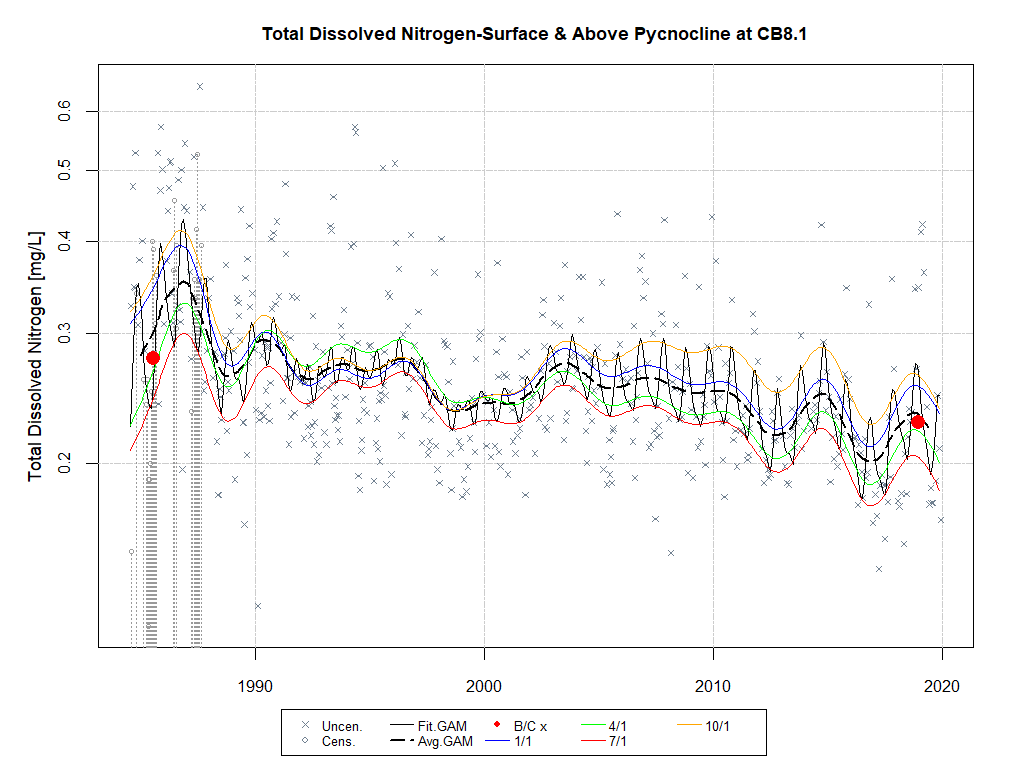 Total Dissolved Nitrogen-Surface & Above Pycnocline at CB8.1
Total Dissolved Nitrogen [mg/L]
0.6
0.5
0.4
0.3
0.2
1990 2000 2010 2020
Uncen. Fit.GAM B/C x 4/1 10/1
Cens. Avg.GAM 1/1 7/1